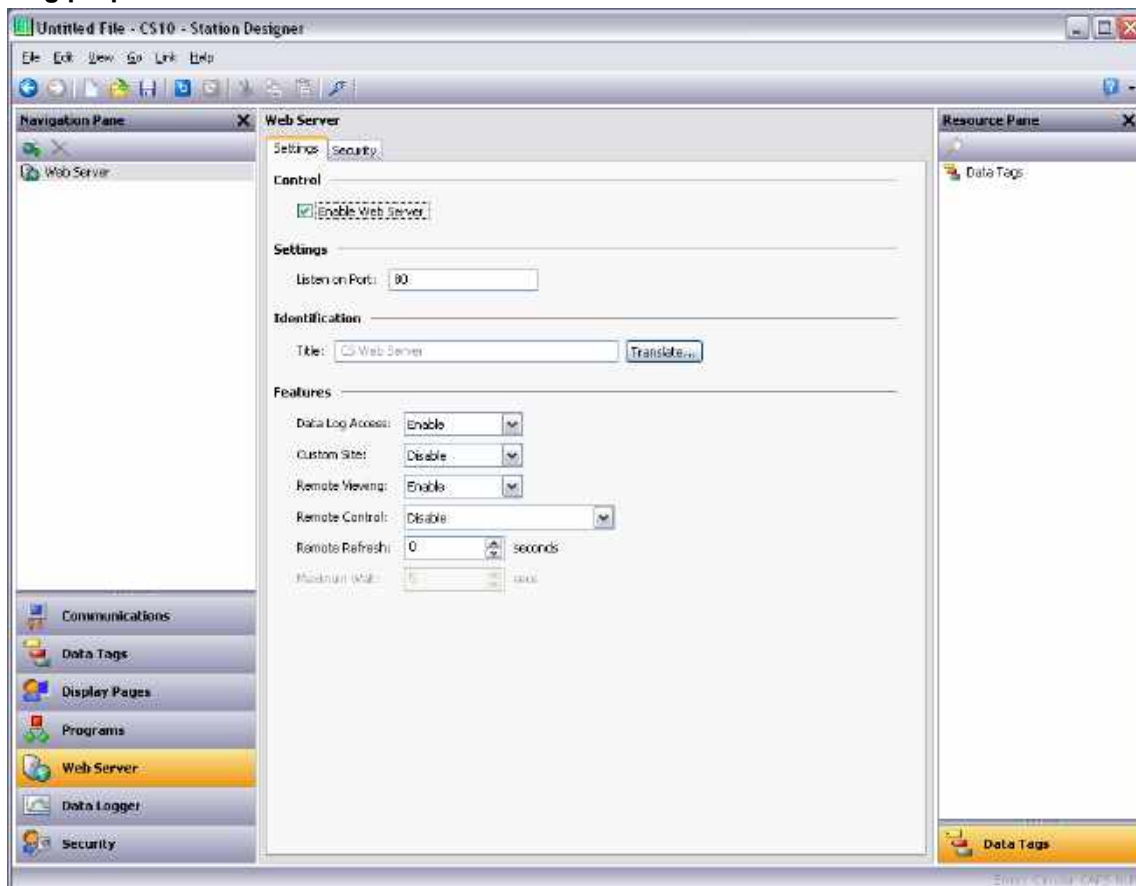 Untitled File - CS10 - Station Designer
File Edit View Go Link Help
Navigation Pane
Web Server
Communications
Data Tags
Display Pages
Programs
Web Server
Data Logger
Security
Web Server
Settings Security
Control
Enable Web Server
Settings
Listen on Port: 80
Identification
Title: CS Web Server Translate...
Features
Data Log Access: Enable
Custom Site: Disable
Remote Viewing: Enable
Remote Control: Disable
Remote Refresh: 0 seconds
Maximum Wait:
Resource Pane
Data Tags
Data Tags